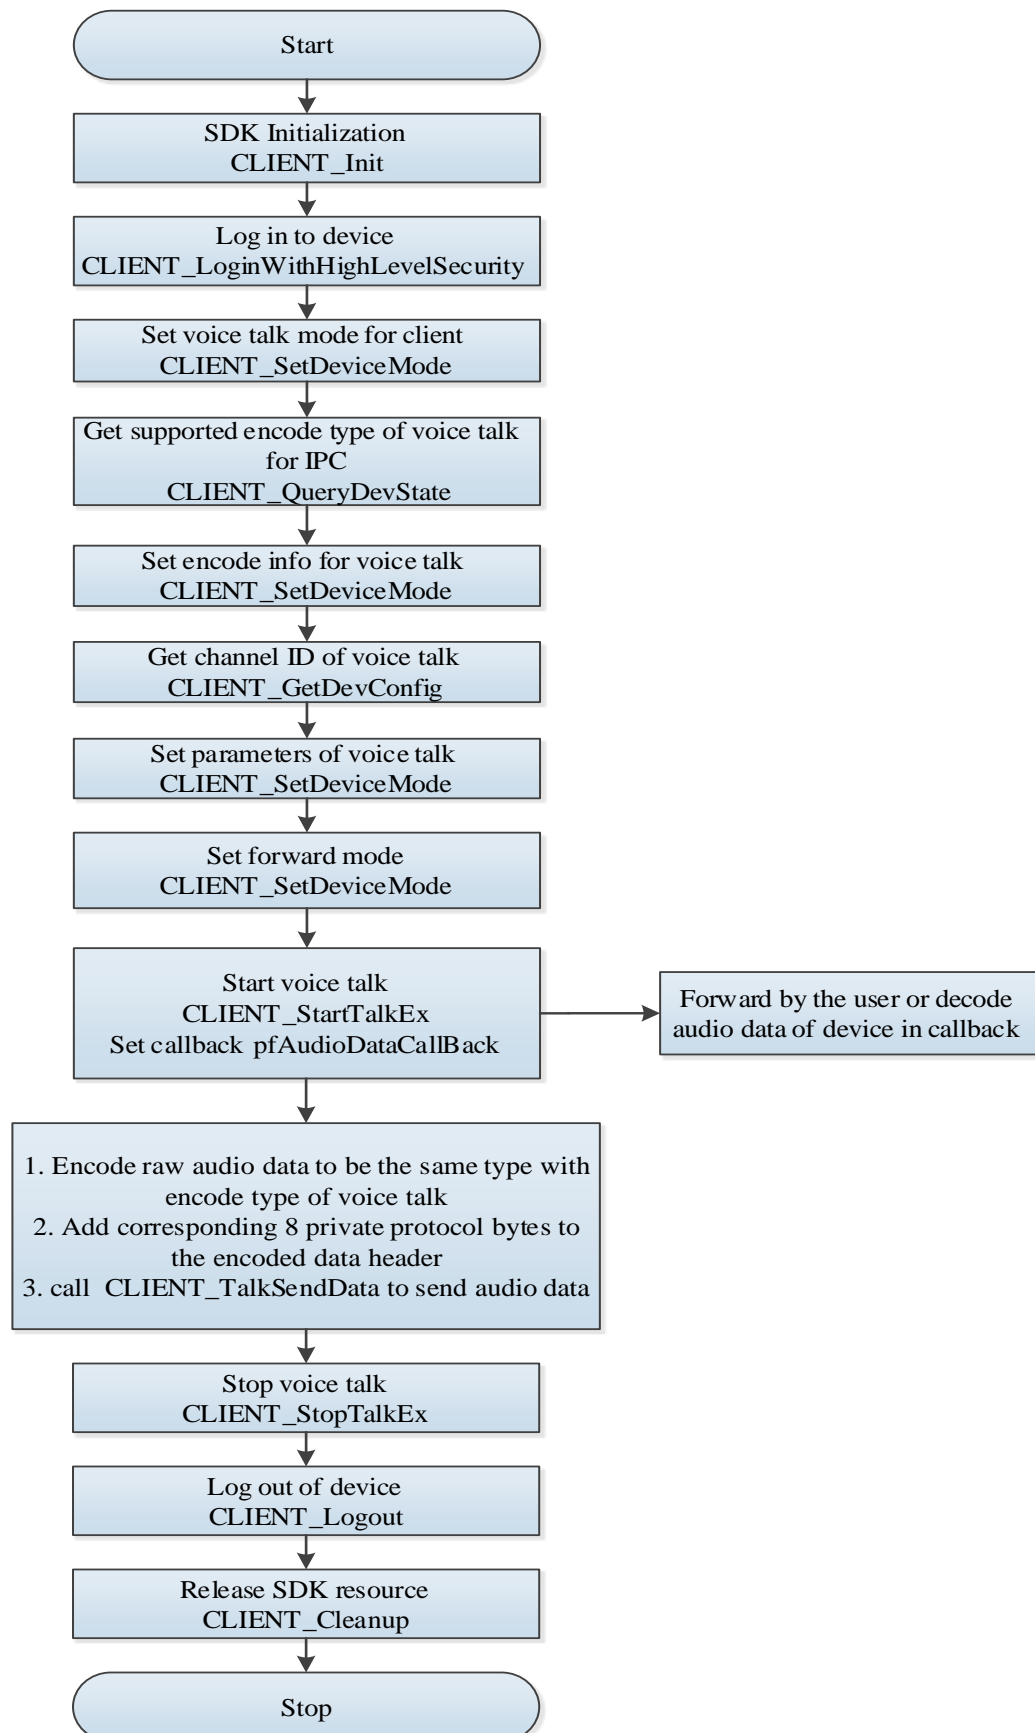 Start
SDK Initialization
CLIENT_Init
Log in to device
CLIENT_LoginWithHighLevelSecurity
Set voice talk mode for client
CLIENT_SetDeviceMode
Get supported encode type of voice talk
for IPC
CLIENT_QueryDevState
Set encode info for voice talk
CLIENT_SetDeviceMode
Get channel ID of voice talk
CLIENT_GetDevConfig
Set parameters of voice talk
CLIENT_SetDeviceMode
Set forward mode
CLIENT_SetDeviceMode
Start voice talk
CLIENT_StartTalkEx
Set callback pfAudioDataCallBack
Forward by the user or decode
audio data of device in callback
1. Encode raw audio data to be the same type with
encode type of voice talk
2. Add corresponding 8 private protocol bytes to
the encoded data header
3. call  CLIENT_TalkSendData to send audio data
Stop voice talk
CLIENT_StopTalkEx
Log out of device
CLIENT_Logout
Release SDK resource
CLIENT_Cleanup
Stop